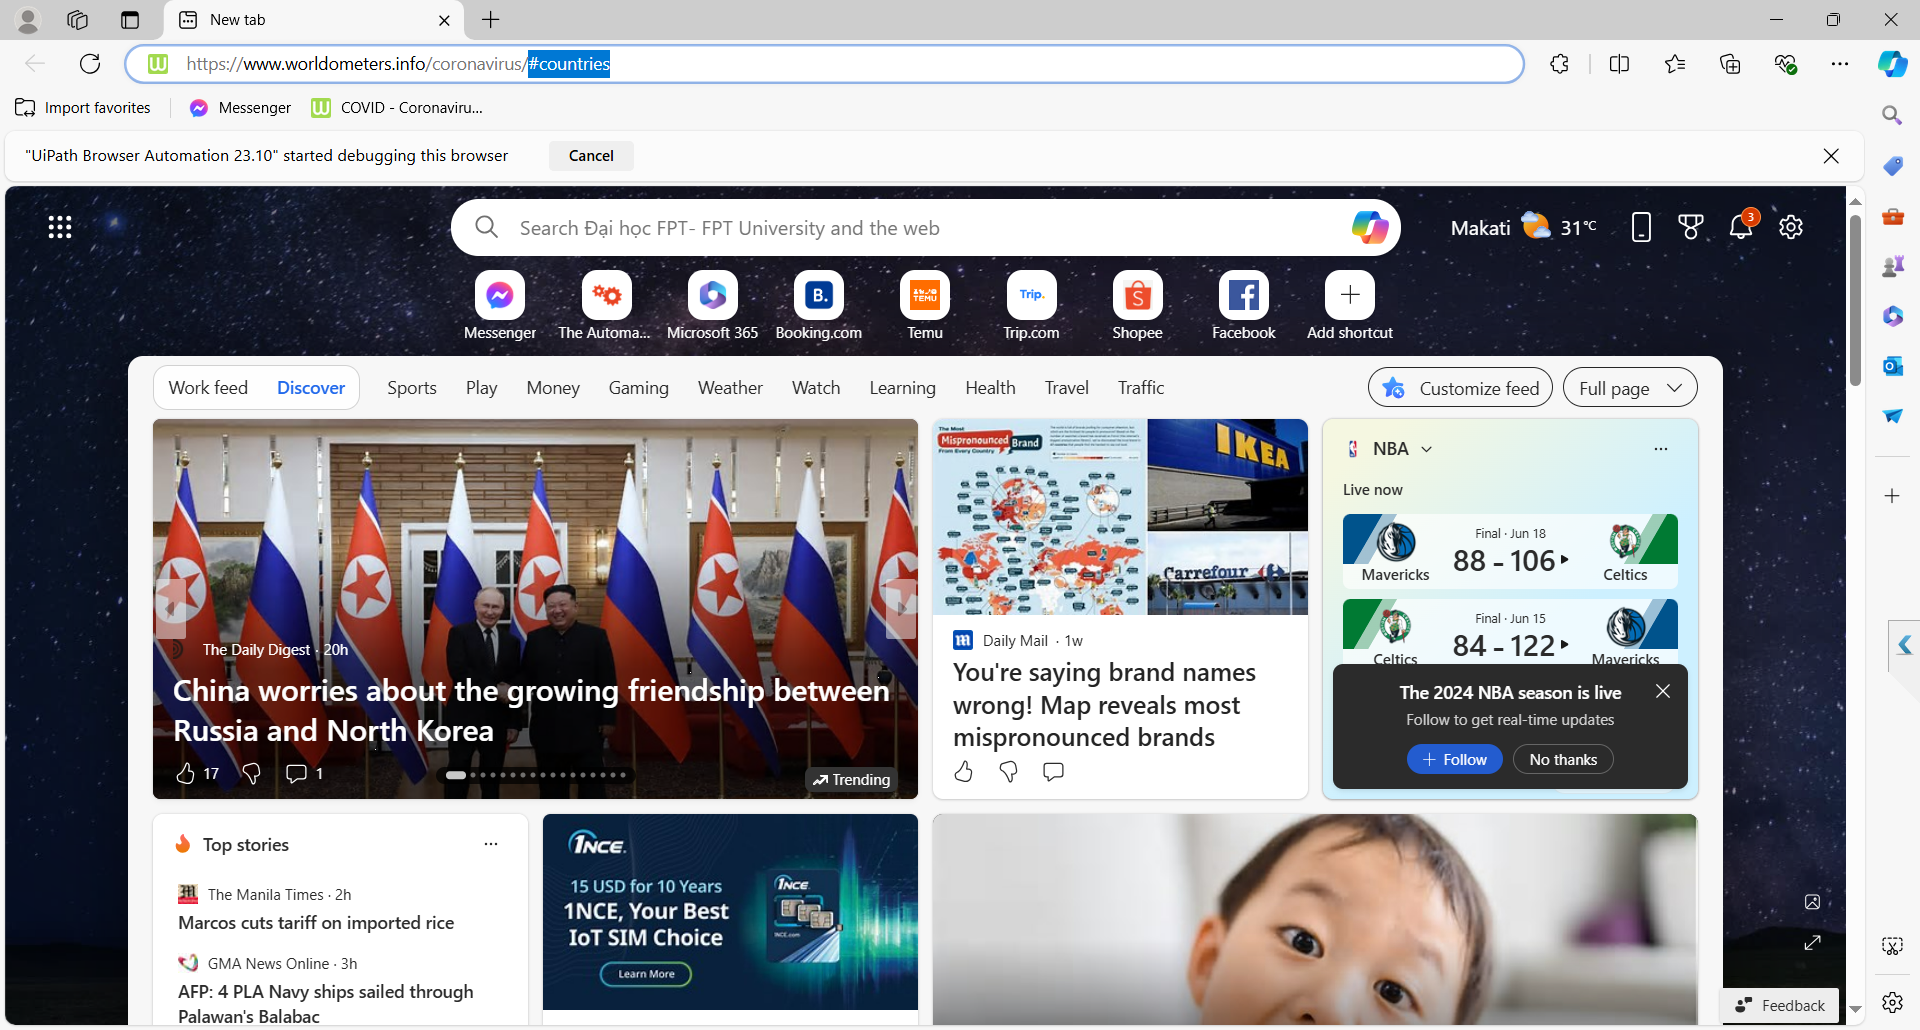 New tab
https://www.worldometers.info/coronavirus/#countries
Import favorites
Messenger
COVID - Coronaviru...
"UiPath Browser Automation 23.10" started debugging this browser
Cancel
Search Đại học FPT- FPT University and the web
Makati
31°C
3
Messenger
The Automa...
Microsoft 365
B.
Booking.com
TEMU
Temu
Trip.
Trip.com
Shopee
Facebook
Add shortcut
Work feed
Discover
Sports
Play
Money
Gaming
Weather
Watch
Learning
Health
Travel
Traffic
Customize feed
Full page
The Daily Digest · 20h
China worries about the growing friendship between
Russia and North Korea
17
1
Trending
The Most
Mispronounced Brand
From Every Country
IKEA
Carrefour
Daily Mail · 1w
You're saying brand names
wrong! Map reveals most
mispronounced brands
NBA
Live now
Final · Jun 18
88 - 106
Mavericks
Celtics
Final · Jun 15
84 - 122
Celtics
Mavericks
The 2024 NBA season is live
Follow to get real-time updates
Follow
No thanks
Top stories
The Manila Times · 2h
Marcos cuts tariff on imported rice
GMA News Online · 3h
AFP: 4 PLA Navy ships sailed through
Palawan's Balabac
1NCE.
15 USD for 10 Years
1NCE, Your Best
IoT SIM Choice
Learn More
1NCE
Feedback